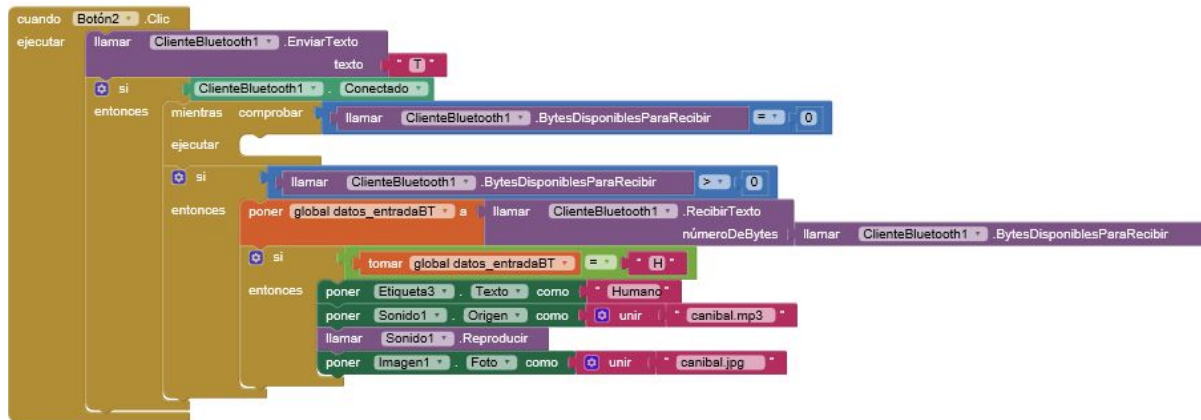 cuando Botón2 .Clic
ejecutar llamar ClienteBluetooth1 .EnviarTexto
texto " T "
si ClienteBluetooth1 . Conectado
entonces mientras comprobar llamar ClienteBluetooth1 .BytesDisponiblesParaRecibir = 0
ejecutar
si llamar ClienteBluetooth1 .BytesDisponiblesParaRecibir > 0
entonces poner global datos_entradaBT a llamar ClienteBluetooth1 .RecibirTexto
númeroDeBytes llamar ClienteBluetooth1 .BytesDisponiblesParaRecibir
si tomar global datos_entradaBT = " H "
entonces poner Etiqueta3 . Texto como " Humano "
poner Sonido1 . Origen como unir " canibal.mp3 "
llamar Sonido1 .Reproducir
poner Imagen1 . Foto como unir " canibal.jpg "